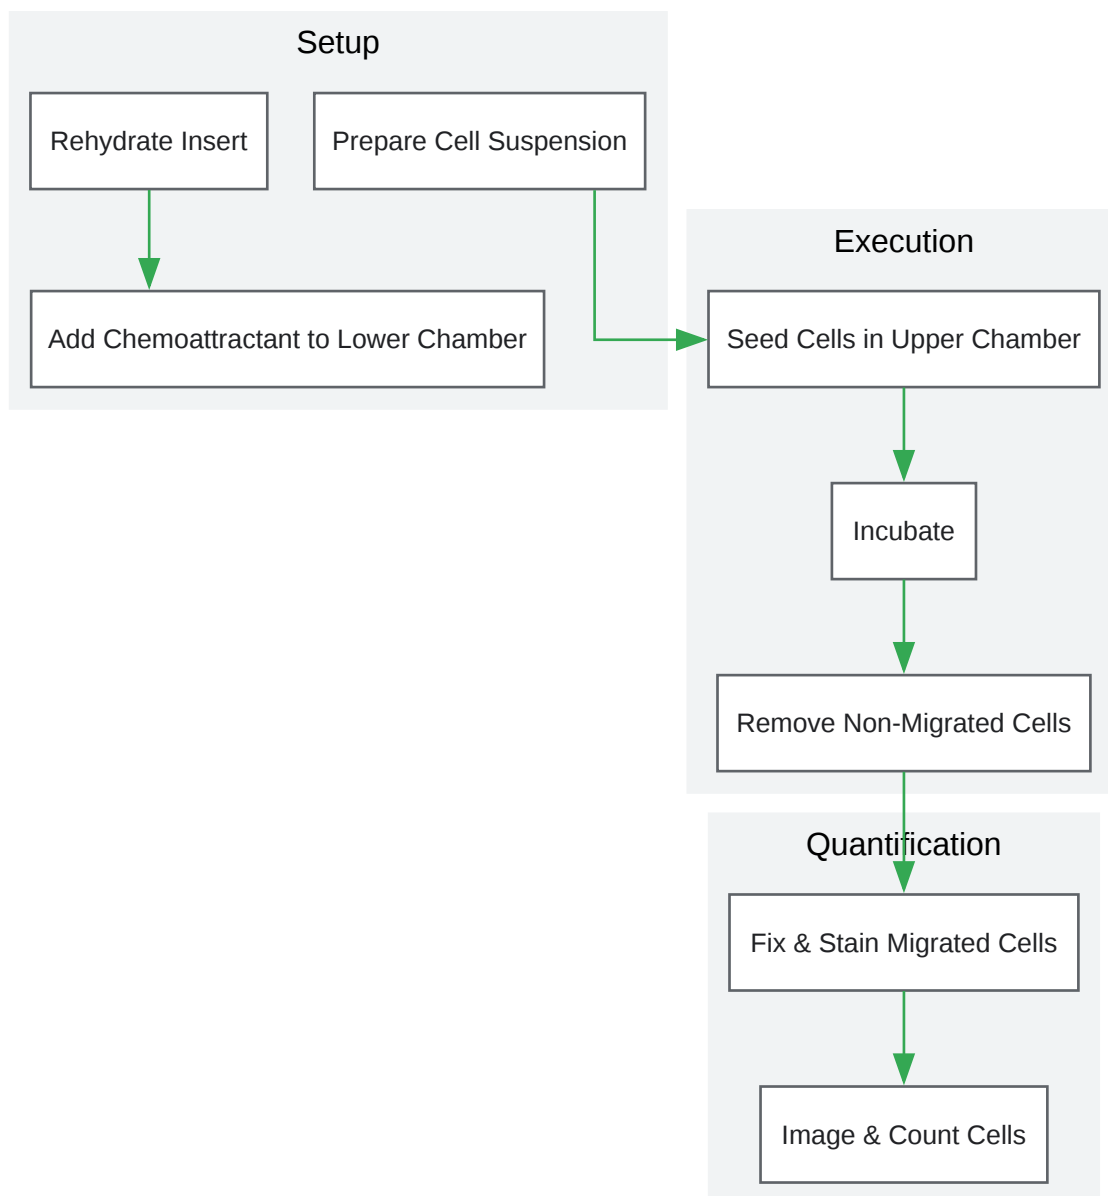 Setup
Rehydrate Insert
Prepare Cell Suspension
Add Chemoattractant to Lower Chamber
Execution
Seed Cells in Upper Chamber
Incubate
Remove Non-Migrated Cells
Quantification
Fix & Stain Migrated Cells
Image & Count Cells